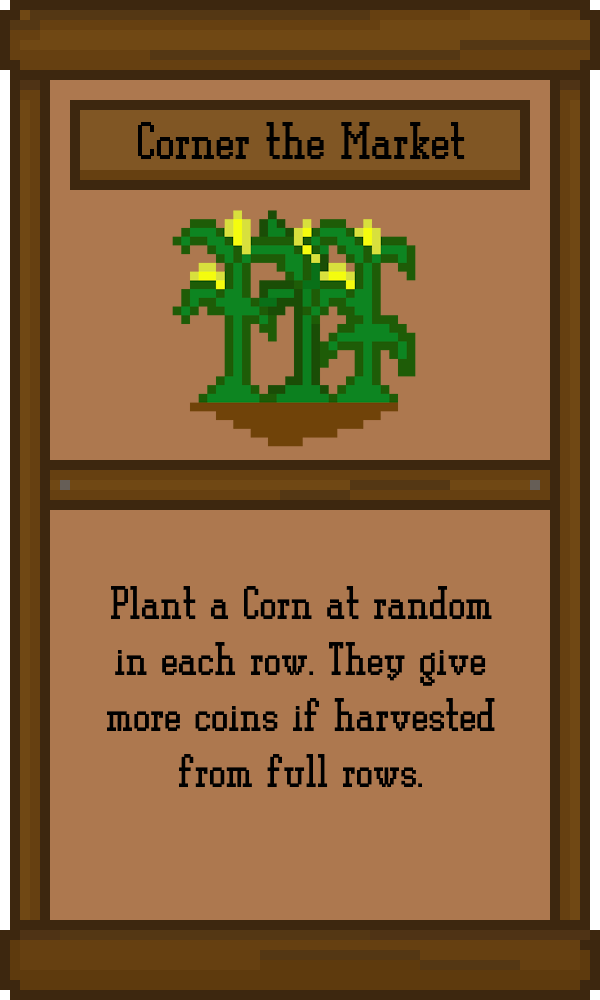 Corner the Market
Plant a Corn at random
in each row. They give
more coins if harvested
from full rows.